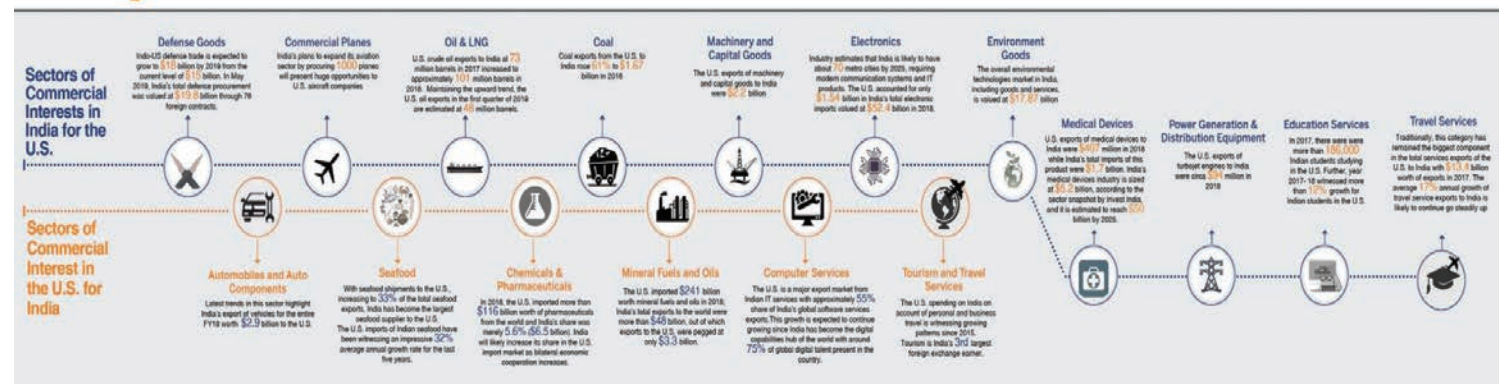 Sectors of
Commercial
Interests in
India for the
U.S.
Defense Goods
Indo-US defence trade is expected to
grow to $18 billion by 2019 from the
current level of $15 billion. In May
2019, India's total defence procurement
was valued at $19.8 billion through 78
foreign contracts.
Commercial Planes
India's plans to expand its aviation
sector by procuring 1000 planes
will present huge opportunities to
U.S. aircraft companies
Oil & LNG
U.S. crude oil exports to India at 73
million barrels in 2017 increased to
approximately 101 million barrels in
2018. Maintaining the upward trend, the
U.S. oil exports in the first quarter of 2019
are estimated at 48 million barrels.
Coal
Coal exports from the U.S. to
India rose 61% to $1.67
billion in 2018
Machinery and
Capital Goods
The U.S. exports of machinery
and capital goods to India
were $2.2 billion
Electronics
Industry estimates that India is likely to have
about 70 metro cities by 2025, requiring
modern communication systems and IT
products. The U.S. accounted for only
$1.54 billion in India's total electronic
imports valued at $52.4 billion in 2018.
Environment
Goods
The overall environmental
technologies market in India,
including goods and services,
is valued at $17.87 billion
Medical Devices
U.S. exports of medical devices to
India were $407 million in 2018
while India's total imports of this
product were $1.7 billion. India's
medical devices industry is sized
at $5.2 billion, according to the
sector snapshot by Invest India,
and it is estimated to reach $50
billion by 2025.
Power Generation &
Distribution Equipment
The U.S. exports of
turbojet engines to India
were circa $94 million in
2018
Education Services
In 2017, there were were
more than 186,000
Indian students studying
in the U.S. Further, year
2017- 18 witnessed more
than 12% growth for
Indian students in the U.S.
Travel Services
Traditionally, this category has
remained the biggest component
in the total services exports of the
U.S. to India with $13.4 billion
worth of exports in 2017. The
average 17% annual growth of
travel service exports to India is
likely to continue go steadily up
Sectors of
Commercial
Interest in
the U.S. for
India
Automobiles and Auto
Components
Latest trends in this sector highlight
India's export of vehicles for the entire
FY18 worth $2.9 billion to the U.S.
Seafood
With seafood shipments to the U.S.,
increasing to 33% of the total seafood
exports, India has become the largest
seafood supplier to the U.S.
The U.S. imports of Indian seafood have
been witnessing an impressive 32%
average annual growth rate for the last
five years.
Chemicals &
Pharmaceuticals
In 2018, the U.S. imported more than
$116 billion worth of pharmaceuticals
from the world and India's share was
merely 5.6% ($6.5 billion). India
will likely increase its share in the U.S.
import market as bilateral economic
cooperation increases.
Mineral Fuels and Oils
The U.S. imported $241 billion
worth mineral fuels and oils in 2018;
India's total exports to the world were
more than $48 billion, out of which
exports to the U.S. were pegged at
only $3.3 billion.
Computer Services
The U.S. is a major export market from
Indian IT services with approximately 55%
share of India's global software services
exports.This growth is expected to continue
growing since India has become the digital
capabilities hub of the world with around
75% of global digital talent present in the
country.
Tourism and Travel
Services
The U.S. spending on India on
account of personal and business
travel is witnessing growing
patterns since 2015.
Tourism is India's 3rd largest
foreign exchange earner.